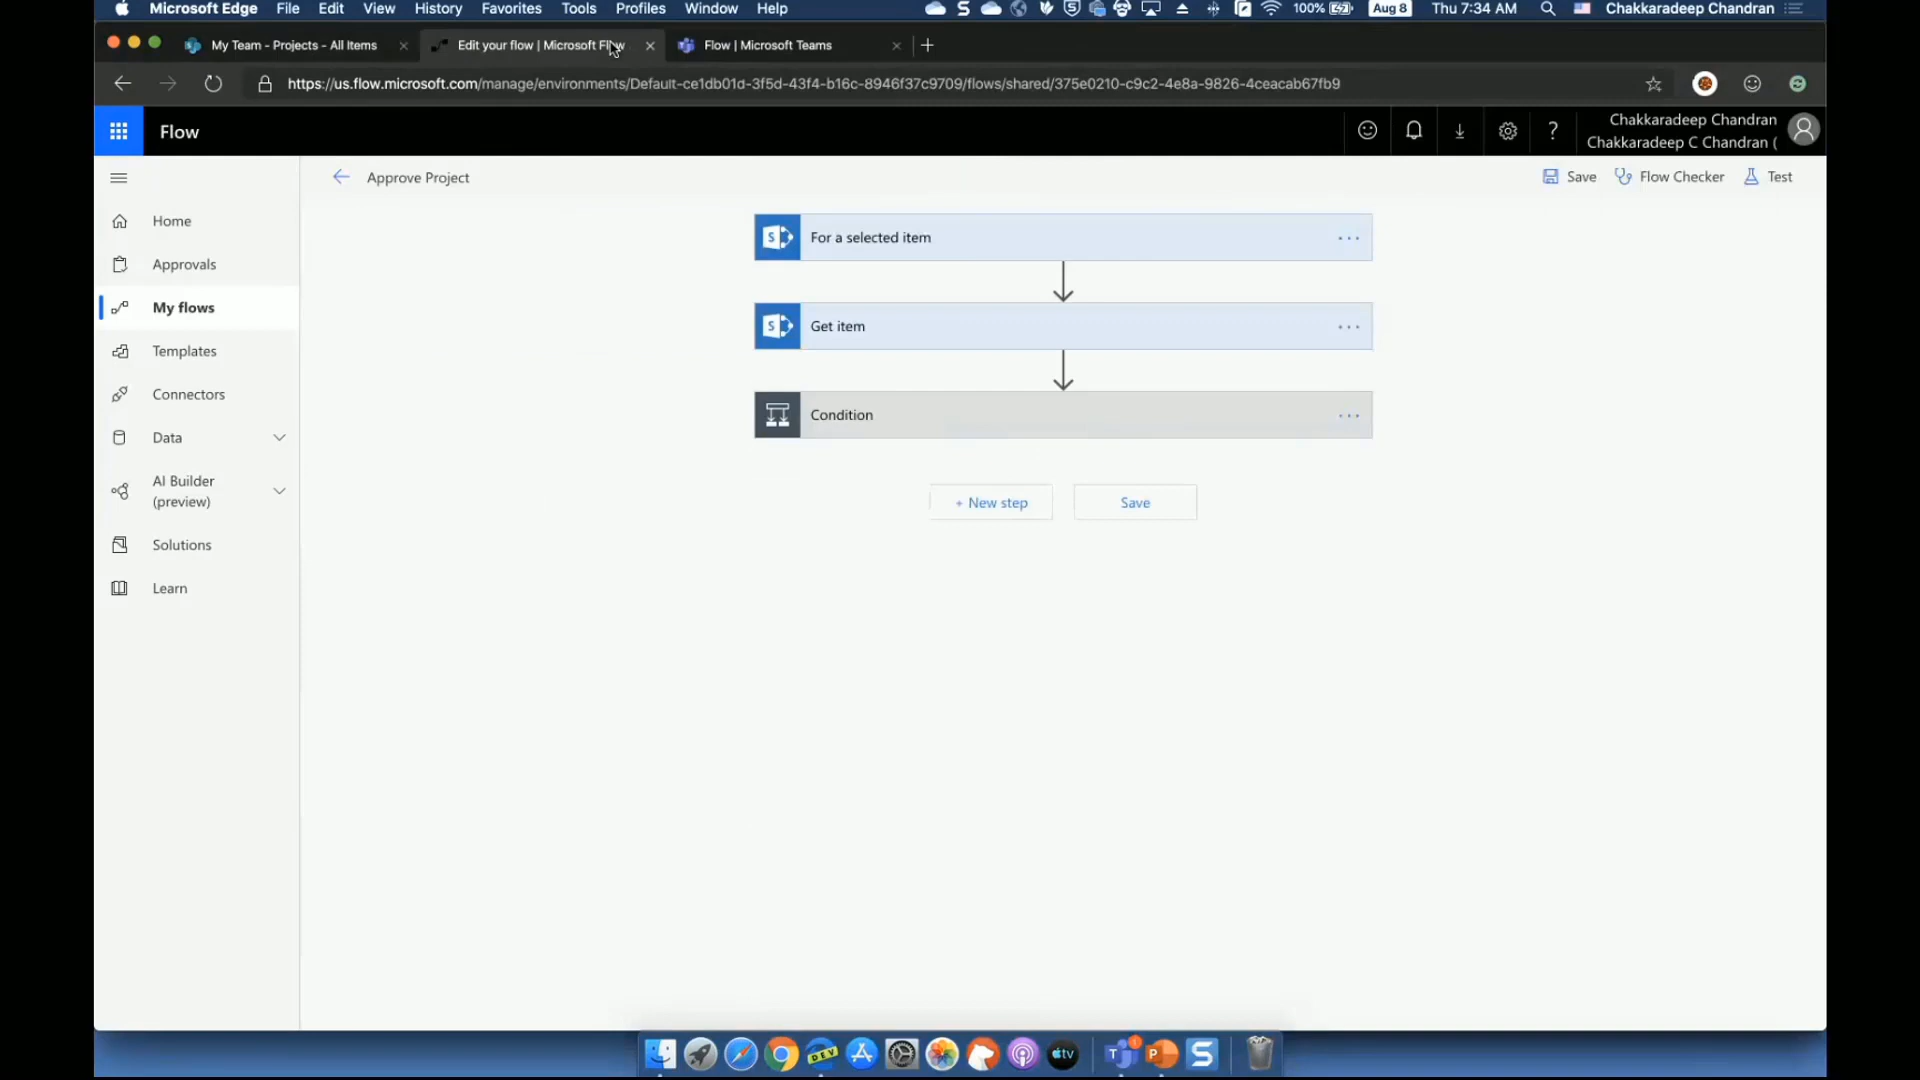 Microsoft Edge File Edit View History Favorites Tools Profiles Window Help 100% Aug 8 Thu 7:34 AM Chakkaradeep Chandran
My Team - Projects - All Items Edit your flow | Microsoft Flow Flow | Microsoft Teams
https://us.flow.microsoft.com/manage/environments/Default-ce1db01d-3f5d-43f4-b16c-8946f37c9709/flows/shared/375e0210-c9c2-4e8a-9826-4ceacab67fb9
Flow
?
Chakkaradeep Chandran
Chakkaradeep C Chandran (
Approve Project
Save Flow Checker Test
Home
Approvals
My flows
Templates
Connectors
Data
AI Builder
(preview)
Solutions
Learn
For a selected item
Get item
Condition
+ New step Save
DEV
tv